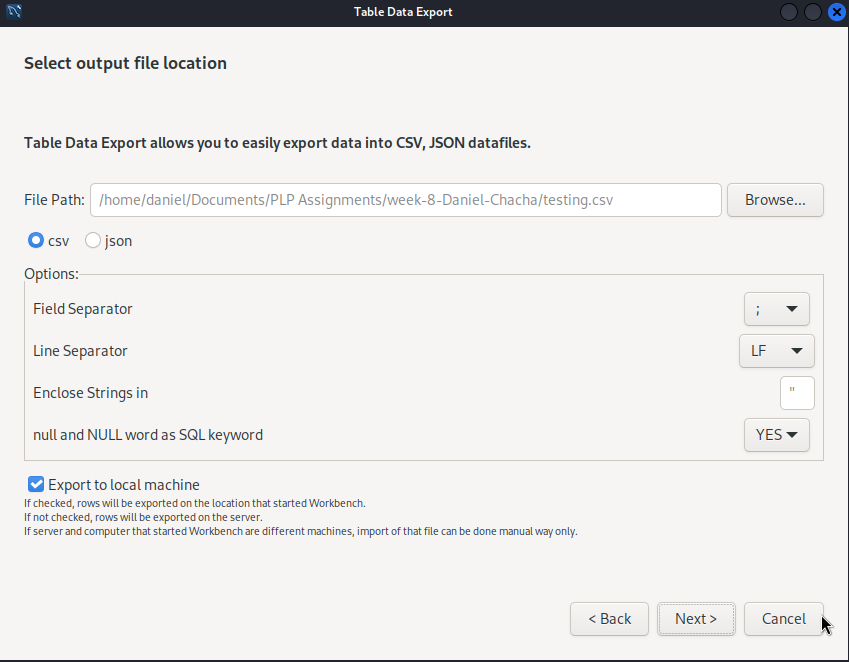 Table Data Export
Select output file location
Table Data Export allows you to easily export data into CSV, JSON datafiles.
File Path: /home/daniel/Documents/PLP Assignments/week-8-Daniel-Chacha/testing.csv Browse...
csv json
Options:
Field Separator ;
Line Separator LF
Enclose Strings in "
null and NULL word as SQL keyword YES
Export to local machine
If checked, rows will be exported on the location that started Workbench.
If not checked, rows will be exported on the server.
If server and computer that started Workbench are different machines, import of that file can be done manual way only.
< Back Next > Cancel